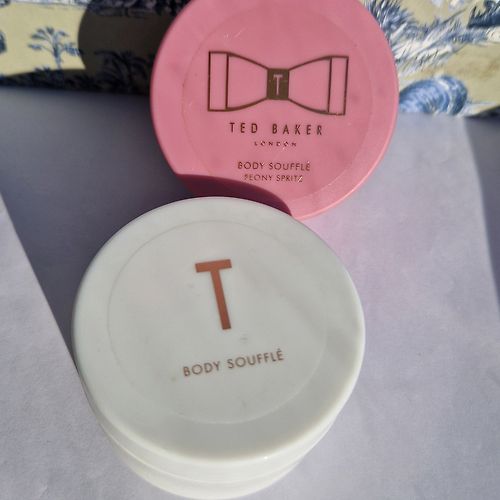 T
TED BAKER
LONDON
BODY SOUFFLÉ
PEONY SPRITZ
T
BODY SOUFFLÉ